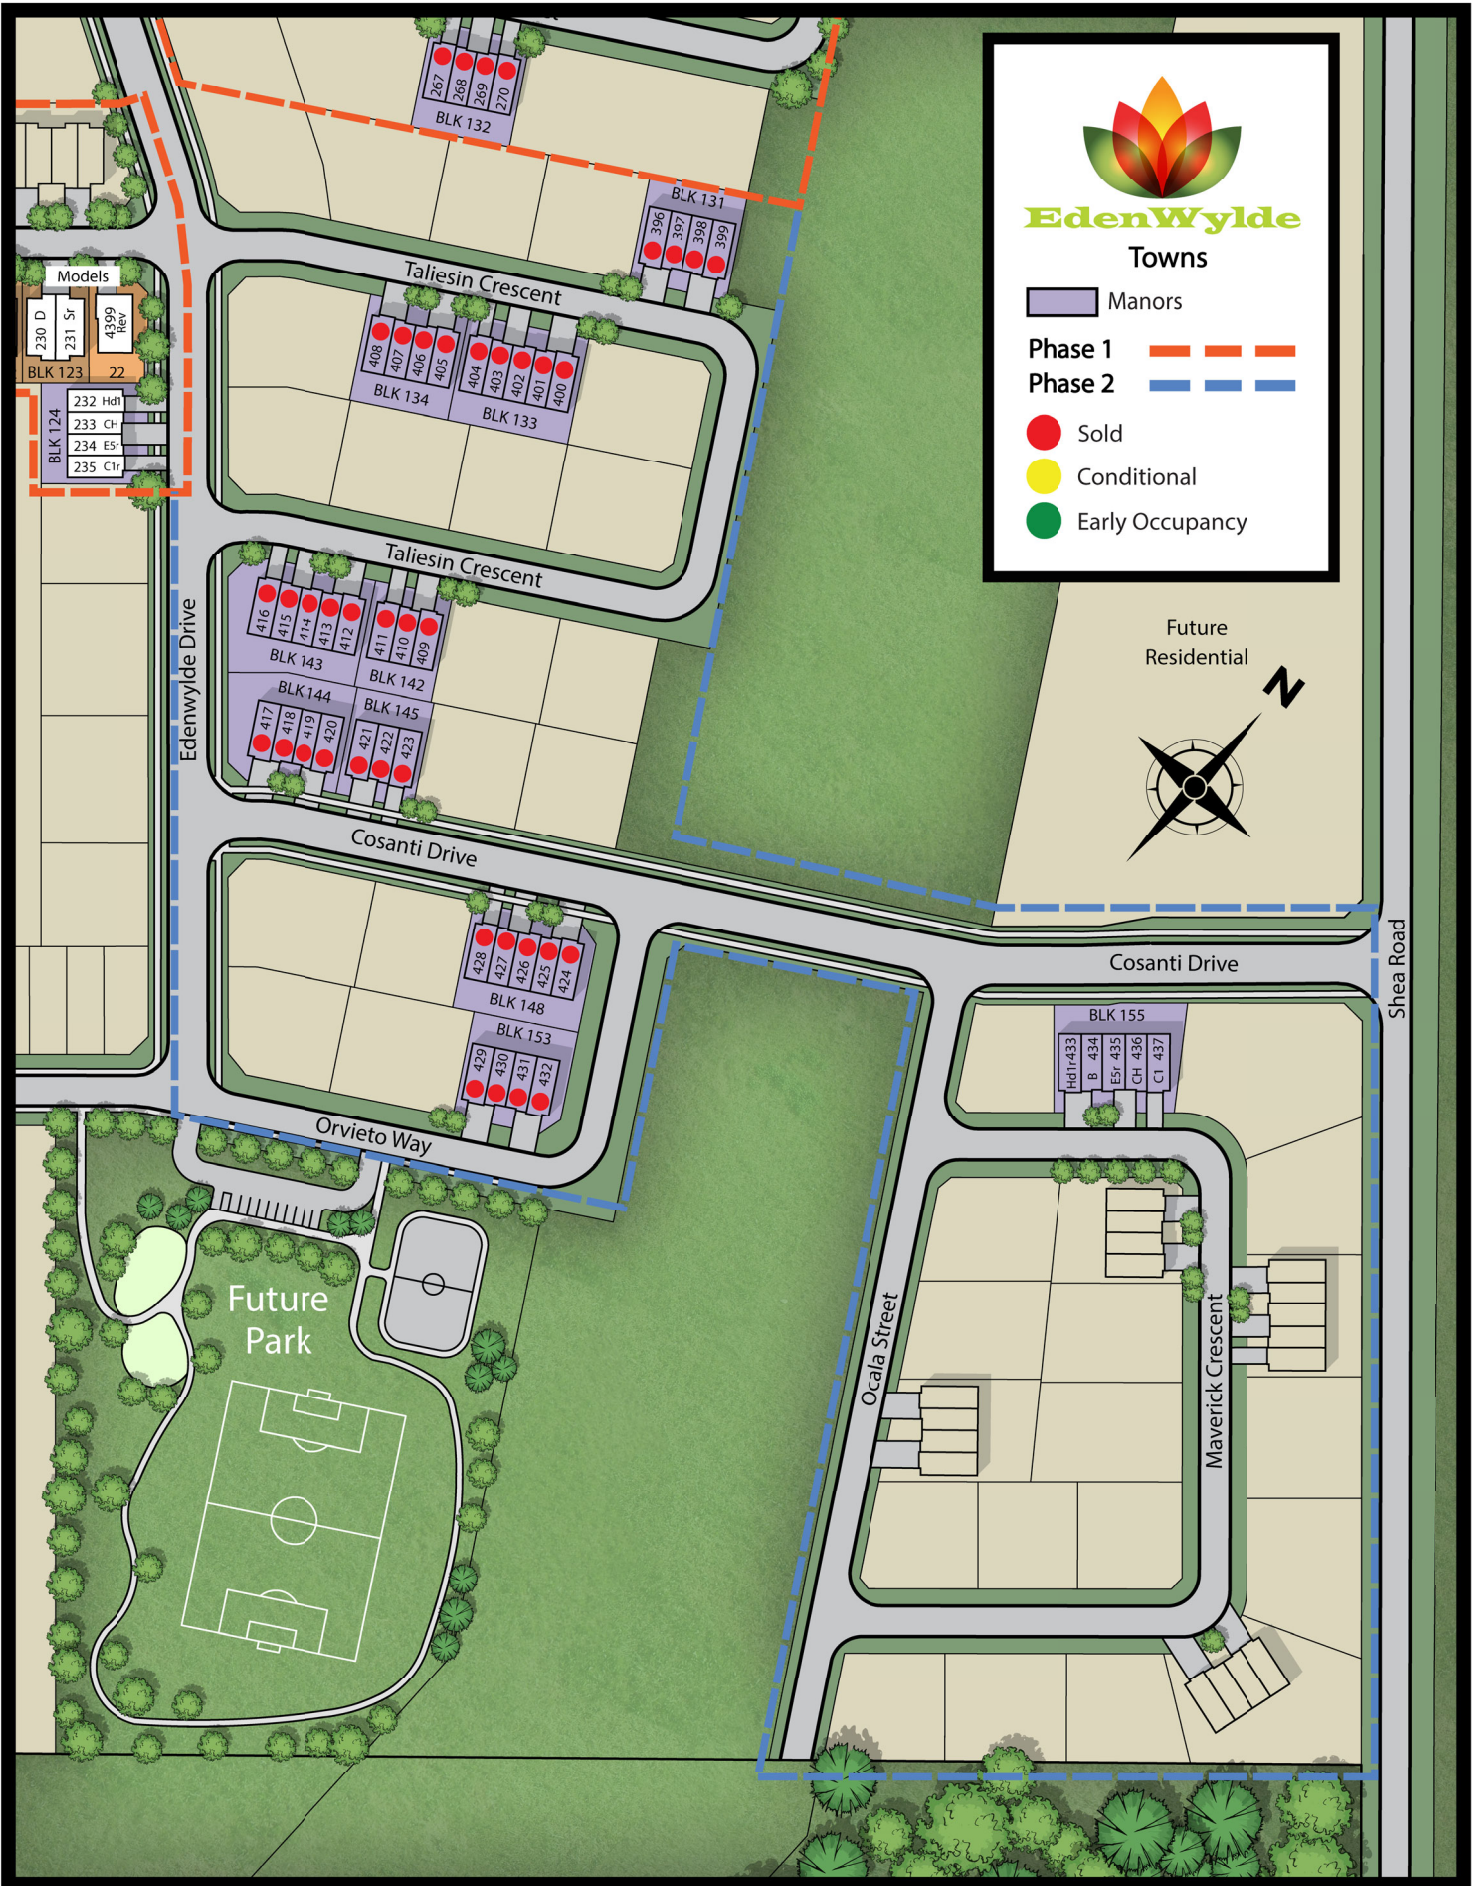 267
268
269
270
BLK 132
BLK 131
396
397
398
399
EdenWylde
Towns
Manors
Phase 1
Phase 2
Sold
Conditional
Early Occupancy
Models
230 D
231 Sr
4399
Rev
BLK 123
22
BLK 124
232 Hd1
233 CH
234 E5r
235 C1r
Taliesin Crescent
408
407
406
405
BLK 134
404
403
402
401
400
BLK 133
Taliesin Crescent
416
415
414
413
412
BLK 143
411
410
409
BLK 142
Edenwylde Drive
BLK 144
417
418
419
420
BLK 145
421
422
423
Future
Residential
N
Cosanti Drive
428
427
426
425
424
BLK 148
BLK 153
429
430
431
432
Cosanti Drive
Shea Road
BLK 155
Hd1r 433
B 434
E5r 435
CH 436
C1 437
Orvieto Way
Future
Park
Ocala Street
Maverick Crescent